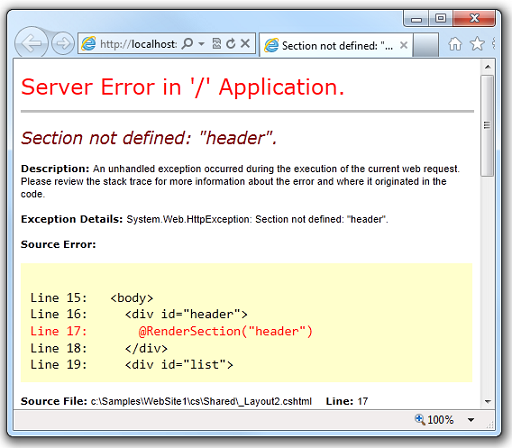 http://localhost:
Section not defined: "...
Server Error in '/' Application.
Section not defined: "header".
Description: An unhandled exception occurred during the execution of the current web request.
Please review the stack trace for more information about the error and where it originated in the
code.
Exception Details: System.Web.HttpException: Section not defined: "header".
Source Error:
Line 15:    <body>
Line 16:      <div id="header">
Line 17:        @RenderSection("header")
Line 18:      </div>
Line 19:      <div id="list">
Source File: c:\Samples\WebSite1\cs\Shared\_Layout2.cshtml    Line: 17
100%